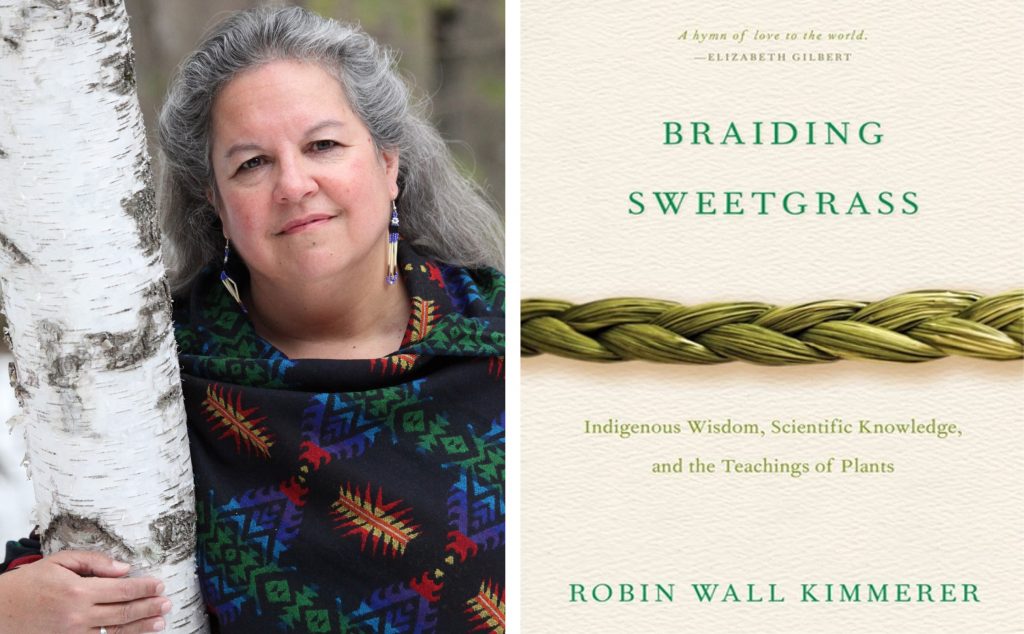 A hymn of love to the world.
—ELIZABETH GILBERT
BRAIDING
SWEETGRASS
Indigenous Wisdom, Scientific Knowledge,
and the Teachings of Plants
ROBIN WALL KIMMERER